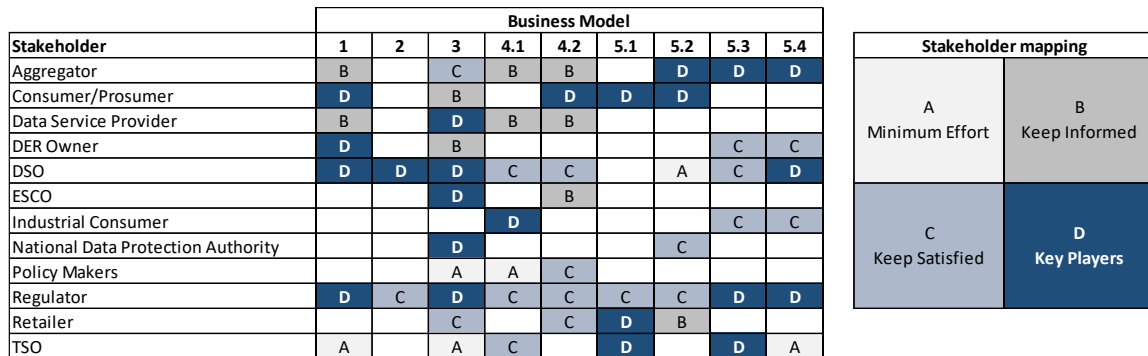 Business Model
Stakeholder 1 2 3 4.1 4.2 5.1 5.2 5.3 5.4
Aggregator B C B B D D D
Consumer/Prosumer D B D D D
Data Service Provider B D B B
DER Owner D B C C
DSO D D D C C A C D
ESCO D B
Industrial Consumer D C C
National Data Protection Authority D C
Policy Makers A A C
Regulator D C D C C C C D D
Retailer C C D B
TSO A A C D D A
Stakeholder mapping
A
Minimum Effort
B
Keep Informed
C
Keep Satisfied
D
Key Players